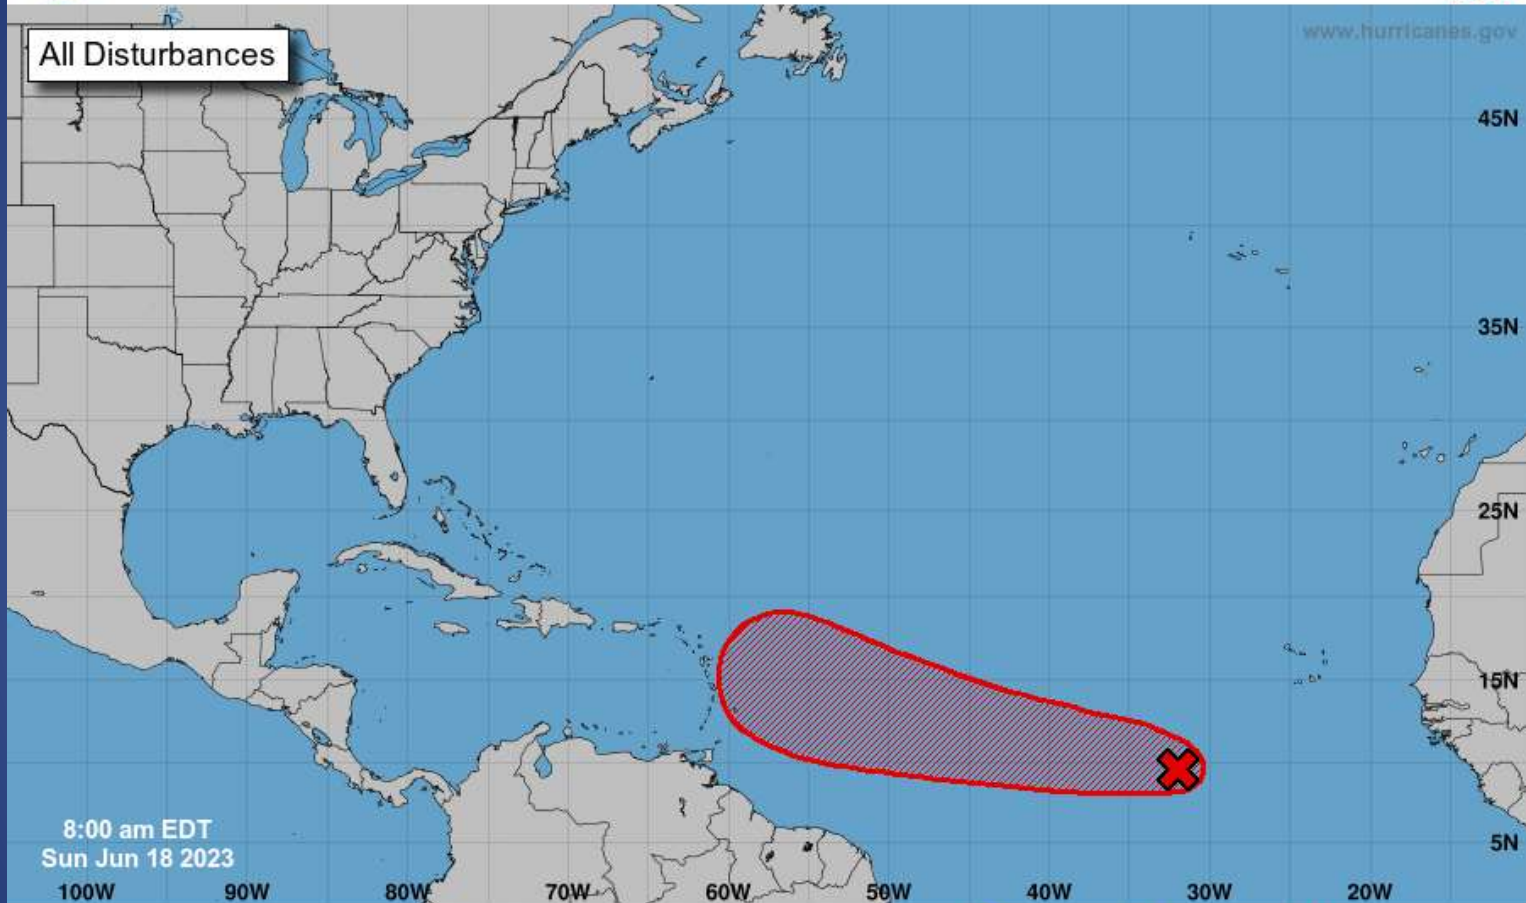 www.hurricanes.gov
All Disturbances
45N
35N
25N
15N
5N
8:00 am EDT
Sun Jun 18 2023
100W 90W 80W 70W 60W 50W 40W 30W 20W